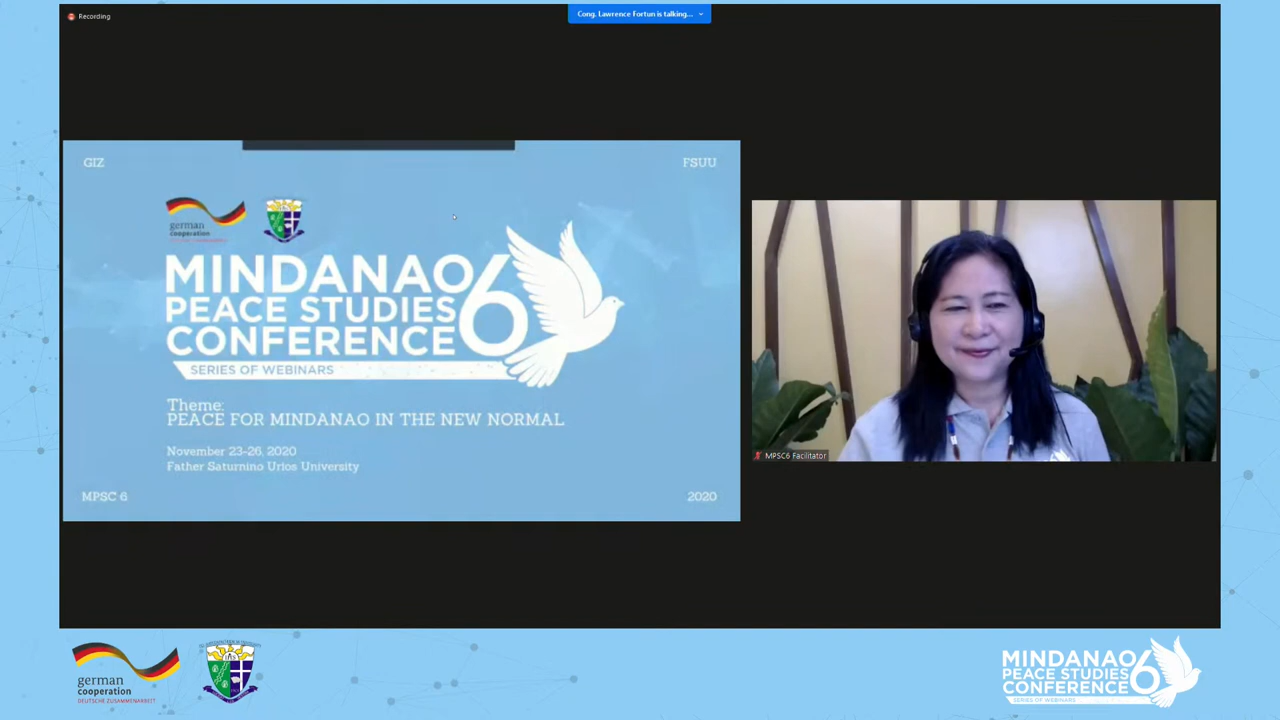 Recording
Cong. Lawrence Fortun is talking...
GIZ
FSUU
german
cooperation
MINDANAO
PEACE STUDIES
CONFERENCE
6
SERIES OF WEBINARS
Theme:
PEACE FOR MINDANAO IN THE NEW NORMAL
November 23-26, 2020
Father Saturnino Urios University
MPSC 6
2020
MPSC6 Facilitator
german
cooperation
DEUTSCHE ZUSAMMENARBEIT
MINDANAO
PEACE STUDIES
CONFERENCE
6
SERIES OF WEBINARS